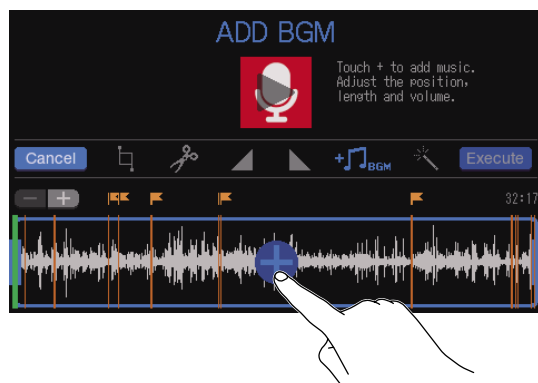 ADD BGM
Touch + to add music.
Adjust the position,
length and volume.
Cancel
+BGM
Execute
− +
32:17